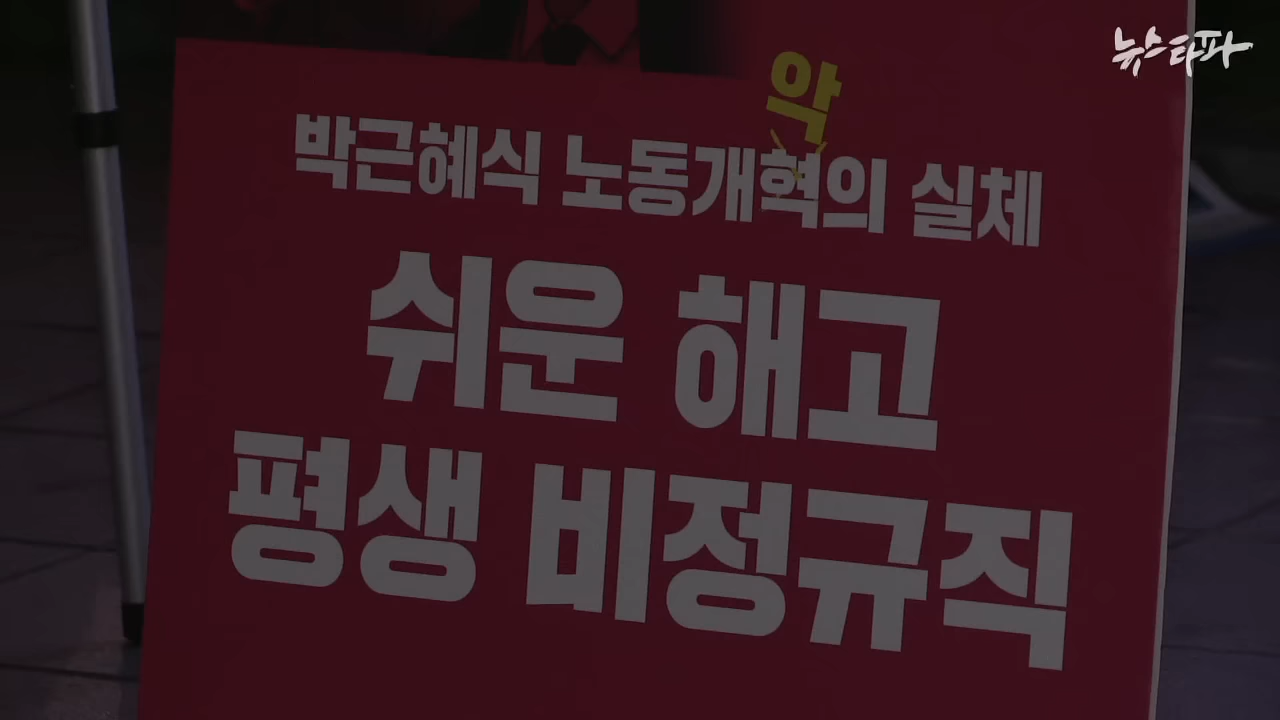 뉴스타파
악
박근혜식 노동개혁의 실체
쉬운 해고
평생 비정규직